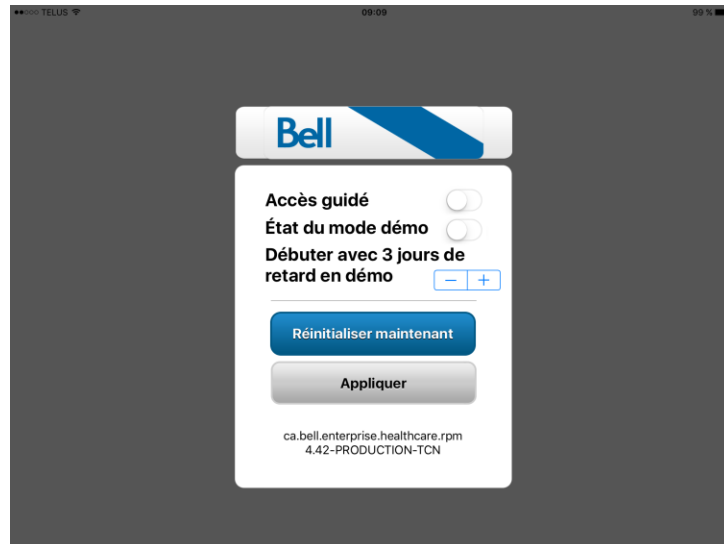 TELUS 09:09 99 %
Bell
Accès guidé
État du mode démo
Débuter avec 3 jours de
retard en démo
− +
Réinitialiser maintenant
Appliquer
ca.bell.enterprise.healthcare.rpm
4.42-PRODUCTION-TCN